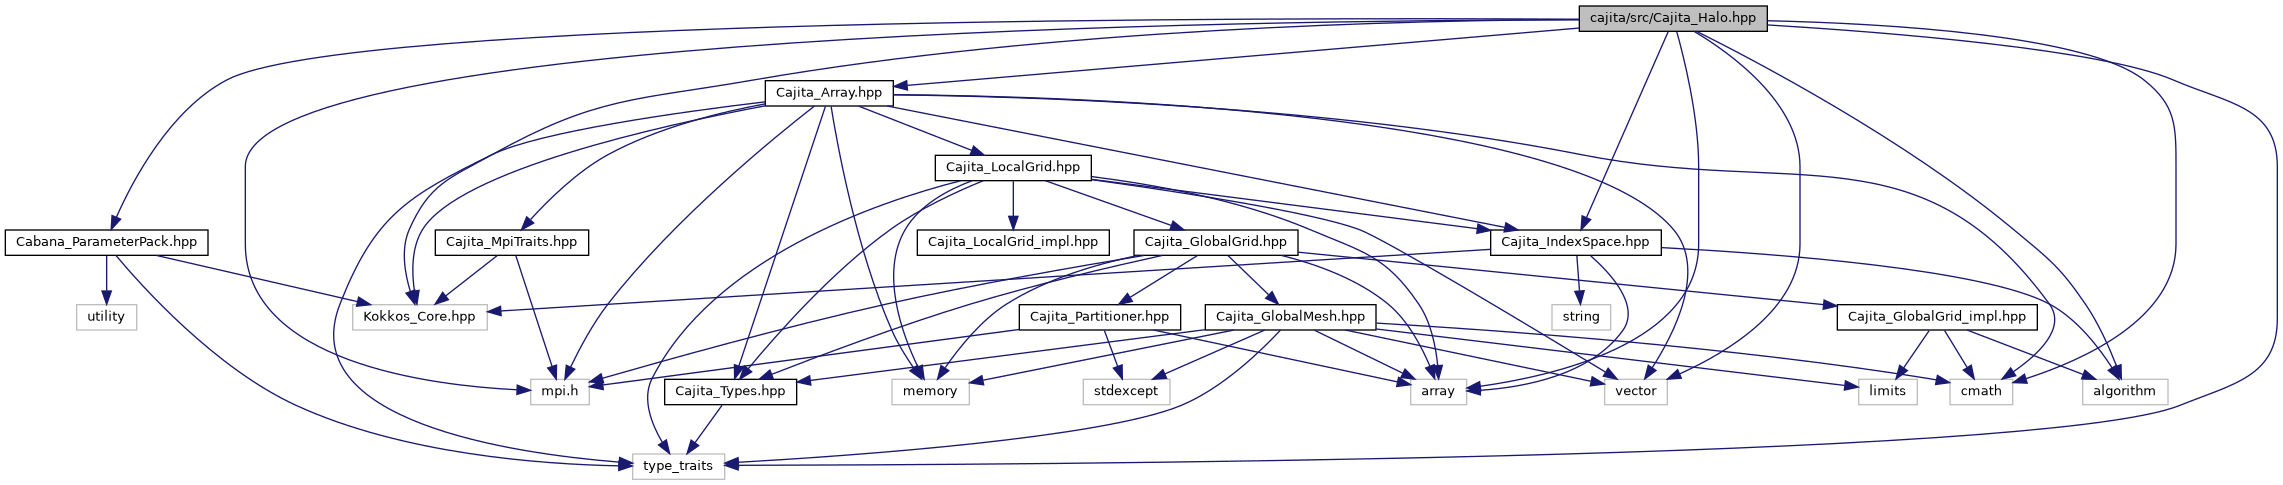 cajita/src/Cajita_Halo.hpp
Cajita_Array.hpp
Cajita_LocalGrid.hpp
Cabana_ParameterPack.hpp
Cajita_MpiTraits.hpp
Cajita_LocalGrid_impl.hpp
Cajita_GlobalGrid.hpp
Cajita_IndexSpace.hpp
utility
Kokkos_Core.hpp
Cajita_Partitioner.hpp
Cajita_GlobalMesh.hpp
string
Cajita_GlobalGrid_impl.hpp
mpi.h
Cajita_Types.hpp
memory
stdexcept
array
vector
limits
cmath
algorithm
type_traits